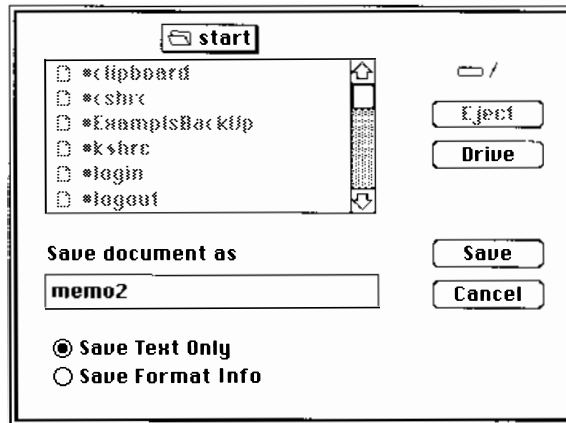 start
*clipboard
*cshrc
*ExamplsBackUp
*kshrc
*login
*logout
/
Eject
Drive
Save document as
memo2
Save
Cancel
Save Text Only
Save Format Info